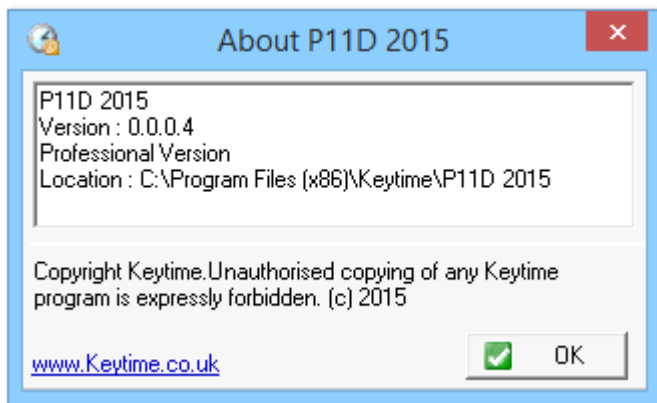 About P11D 2015
P11D 2015
Version : 0.0.0.4
Professional Version
Location : C:\Program Files (x86)\Keytime\P11D 2015
Copyright Keytime.Unauthorised copying of any Keytime
program is expressly forbidden. (c) 2015
www.Keytime.co.uk
OK